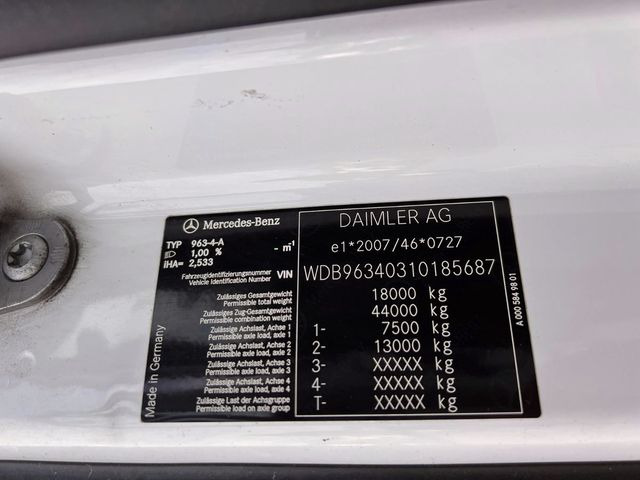 Mercedes-Benz
DAIMLER AG
TYP 963-4-A
1,00 % - m⁻¹
iHA= 2,533
e1*2007/46*0727
Fahrzeugidentifizierungsnummer
Vehicle Identification Number VIN
WDB96340310185687
Zulässiges Gesamtgewicht
Permissible total weight
18000 kg
Zulässiges Zug-Gesamtgewicht
Permissible combination weight
44000 kg
Zulässige Achslast, Achse 1
Permissible axle load, axle 1
1- 7500 kg
Zulässige Achslast, Achse 2
Permissible axle load, axle 2
2- 13000 kg
Zulässige Achslast, Achse 3
Permissible axle load, axle 3
3- XXXXX kg
Zulässige Achslast, Achse 4
Permissible axle load, axle 4
4- XXXXX kg
Zulässige Last der Achsgruppe
Permissible load on axle group
T- XXXXX kg
Made in Germany
A 000 584 98 01